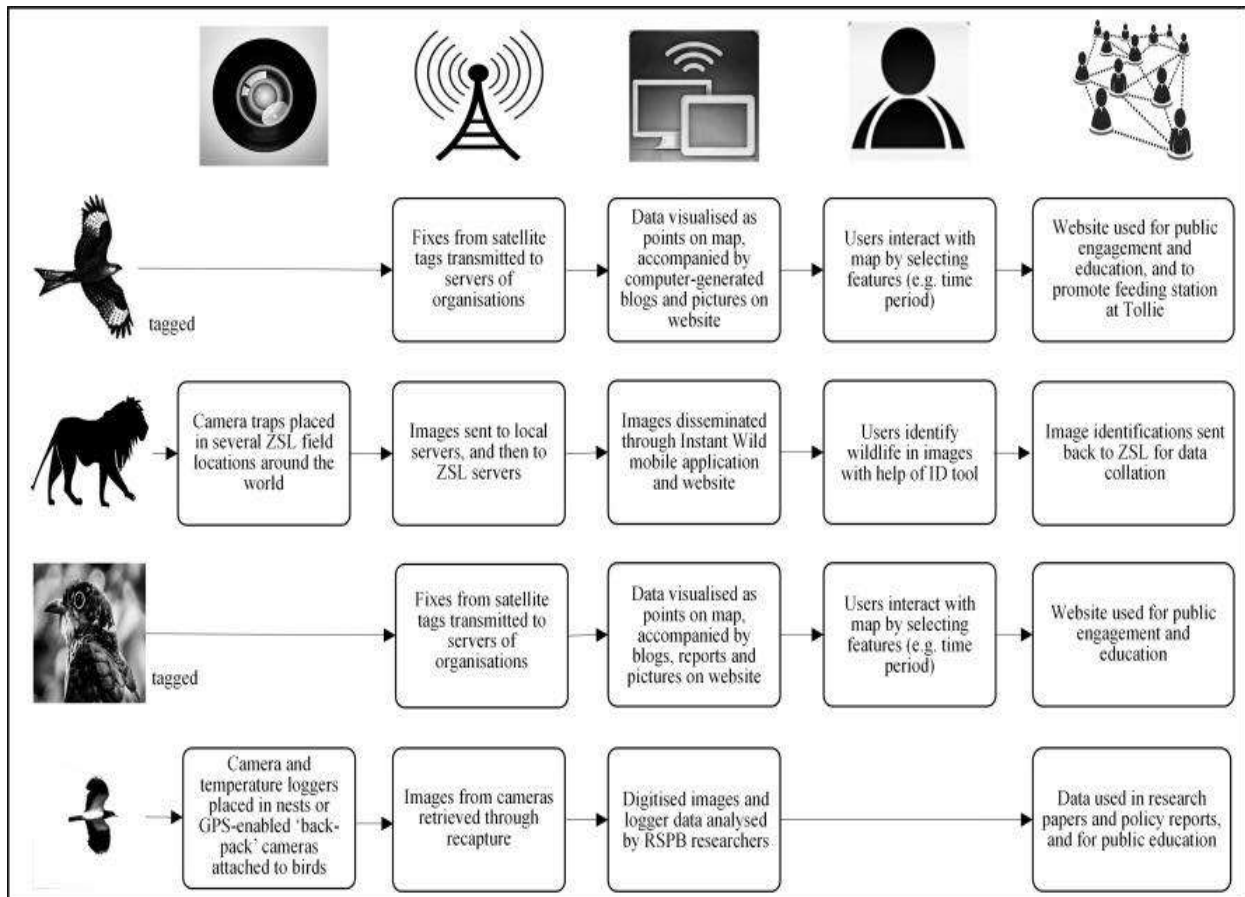 tagged
Fixes from satellite
tags transmitted to
servers of
organisations
Data visualised as
points on map,
accompanied by
computer-generated
blogs and pictures on
website
Users interact with
map by selecting
features (e.g. time
period)
Website used for public
engagement and
education, and to
promote feeding station
at Tollie
Camera traps placed
in several ZSL field
locations around the
world
Images sent to local
servers, and then to
ZSL servers
Images disseminated
through Instant Wild
mobile application
and website
Users identify
wildlife in images
with help of ID tool
Image identifications sent
back to ZSL for data
collation
tagged
Fixes from satellite
tags transmitted to
servers of
organisations
Data visualised as
points on map,
accompanied by
blogs, reports and
pictures on website
Users interact with
map by selecting
features (e.g. time
period)
Website used for public
engagement and
education
Camera and
temperature loggers
placed in nests or
GPS-enabled ‘back-
pack’ cameras
attached to birds
Images from cameras
retrieved through
recapture
Digitised images and
logger data analysed
by RSPB researchers
Data used in research
papers and policy reports,
and for public education